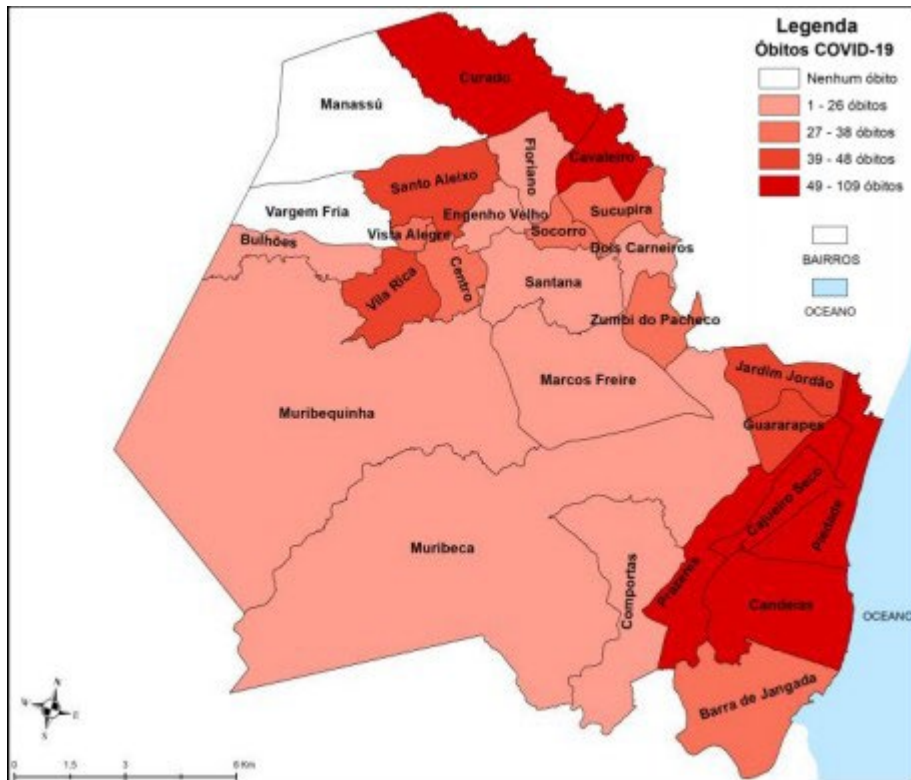 Legenda
Óbitos COVID-19
Nenhum óbito
1 - 26 óbitos
27 - 38 óbitos
39 - 48 óbitos
49 - 109 óbitos
BAIRROS
OCEANO
Curado
Manassú
Floriano
Cavaleiro
Santo Aleixo
Vargem Fria
Engenho Velho
Sucupira
Vista Alegre
Socorro
Bulhões
Dois Carneiros
Vila Rica
Centro
Santana
Zumbi do Pacheco
Marcos Freire
Jardim Jordão
Muribequinha
Guararapes
Cajueiro Seco
Piedade
Muribeca
Comportas
Prazeres
Candeias
OCEANO
Barra de Jangada
N
W
E
S
0 1,5 3 6 Km